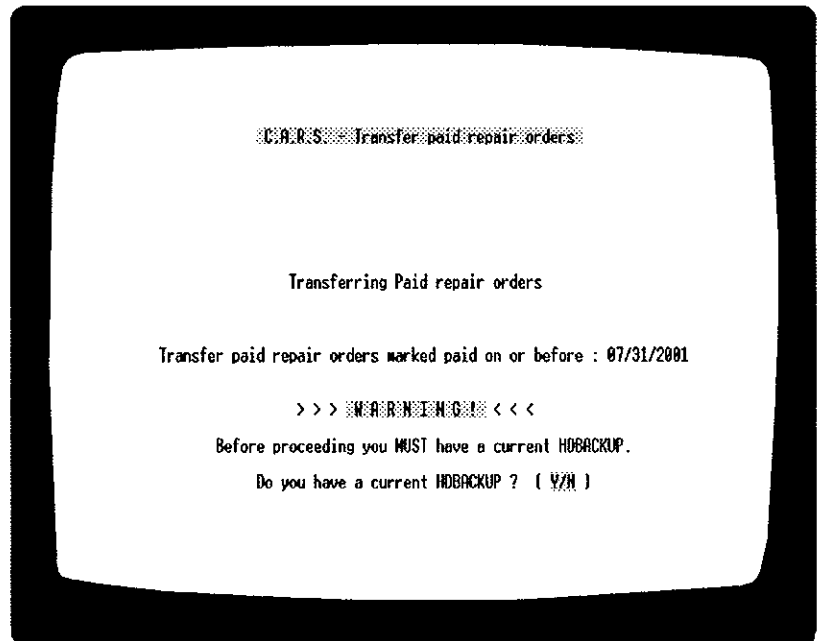 C.A.R.S. - Transfer paid repair orders
Transferring Paid repair orders
Transfer paid repair orders marked paid on or before : 07/31/2001
> > > W A R N I N G ! < < <
Before proceeding you MUST have a current HDBACKUP.
Do you have a current HDBACKUP ? [ Y/N ]